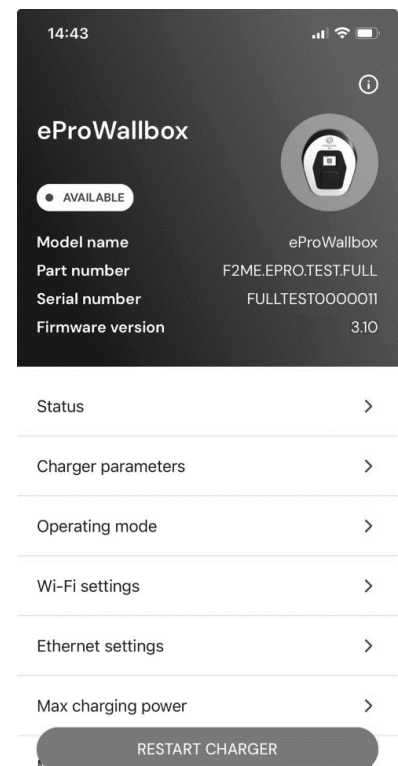 14:43
eProWallbox
AVAILABLE
Model name eProWallbox
Part number F2ME.EPRO.TEST.FULL
Serial number FULLTEST0000011
Firmware version 3.10
Status
Charger parameters
Operating mode
Wi-Fi settings
Ethernet settings
Max charging power
RESTART CHARGER